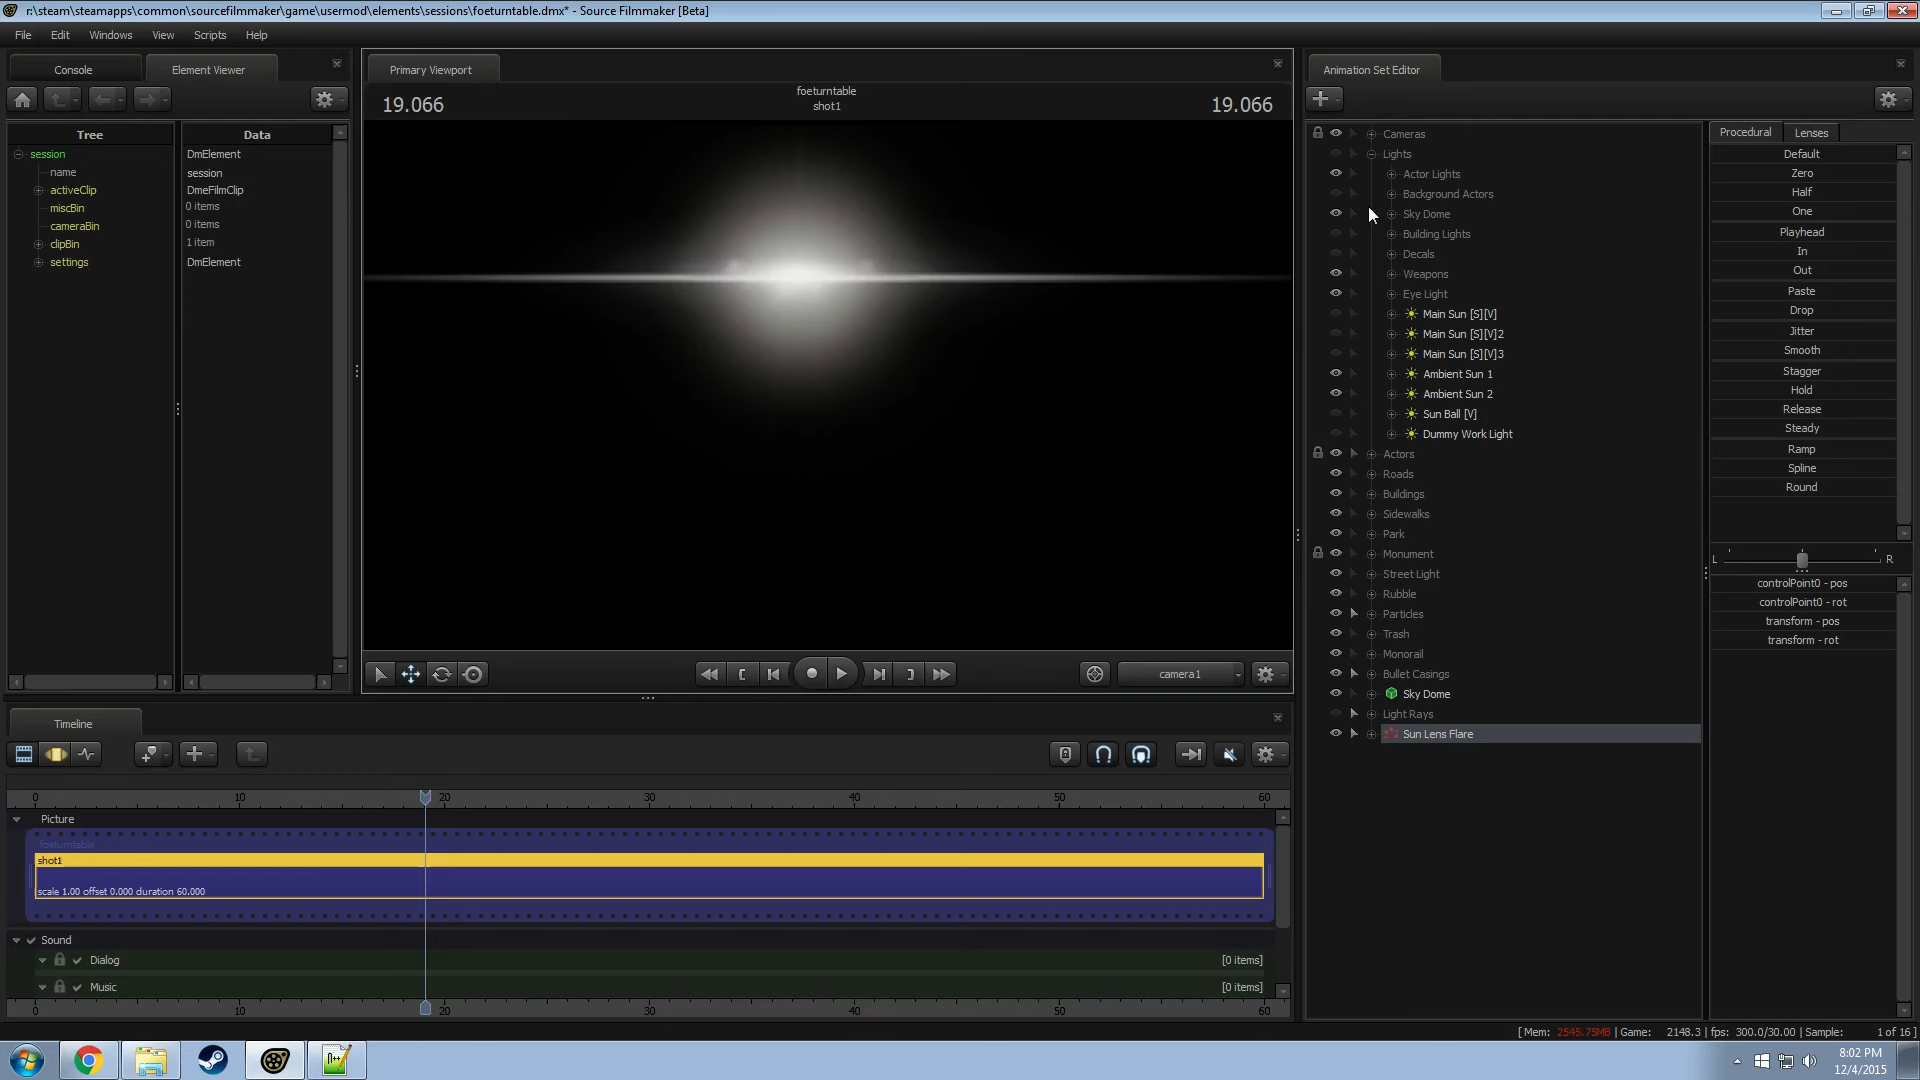 r:\steam\steamapps\common\sourcefilmmaker\game\usermod\elements\sessions\foeturntable.dmx* - Source Filmmaker [Beta]
File Edit Windows View Scripts Help
Console Element Viewer
Tree Data
session DmElement
name session
activeClip DmeFilmClip
miscBin 0 items
cameraBin 0 items
clipBin 1 item
settings DmElement
Primary Viewport
19.066 foeturntable 19.066
shot1
camera1
Animation Set Editor
Cameras
Lights
Actor Lights
Background Actors
Sky Dome
Building Lights
Decals
Weapons
Eye Light
Main Sun [S][V]
Main Sun [S][V]2
Main Sun [S][V]3
Ambient Sun 1
Ambient Sun 2
Sun Ball [V]
Dummy Work Light
Actors
Roads
Buildings
Sidewalks
Park
Monument
Street Light
Rubble
Particles
Trash
Monorail
Bullet Casings
Sky Dome
Light Rays
Sun Lens Flare
Procedural Lenses
Default
Zero
Half
One
Playhead
In
Out
Paste
Drop
Jitter
Smooth
Stagger
Hold
Release
Steady
Ramp
Spline
Round
L R
controlPoint0 - pos
controlPoint0 - rot
transform - pos
transform - rot
Timeline
0 10 20 30 40 50 60
Picture
foeturntable
shot1
scale 1.00 offset 0.000 duration 60.000
Sound
Dialog [0 items]
Music [0 items]
0 10 20 30 40 50 60
[ Mem: 2545.75MB | Game: 2148.3 | fps: 300.0/30.00 | Sample: 1 of 16 ]
8:02 PM
12/4/2015